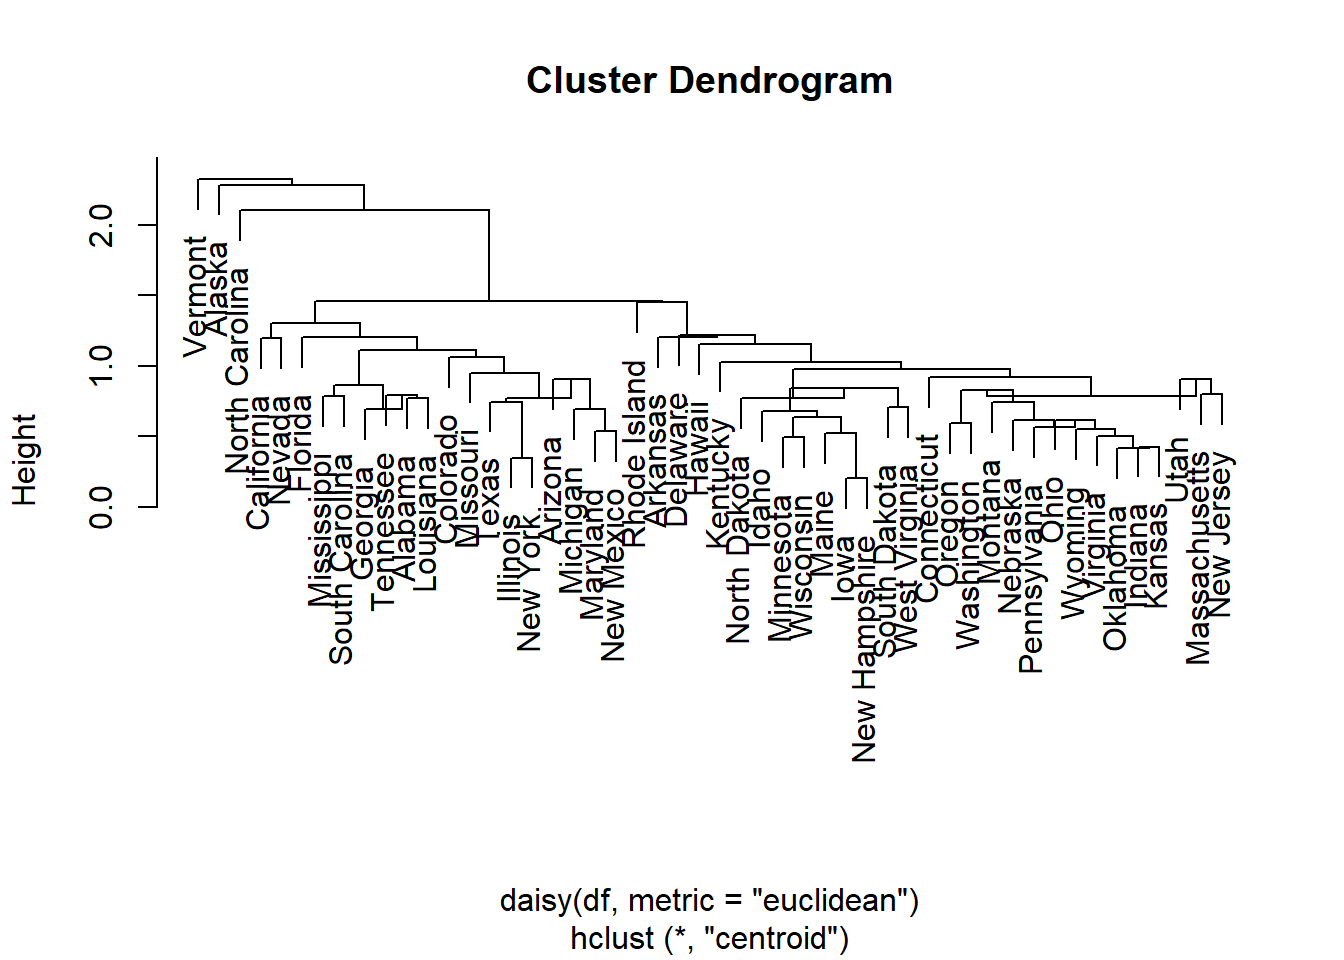 Cluster Dendrogram
Height
2.0
1.0
0.0
Vermont
Alaska
North Carolina
California
Nevada
Florida
Mississippi
South Carolina
Georgia
Tennessee
Alabama
Louisiana
Colorado
Missouri
Texas
Illinois
New York
Arizona
Michigan
Maryland
New Mexico
Rhode Island
Arkansas
Delaware
Hawaii
Kentucky
North Dakota
Idaho
Minnesota
Wisconsin
Maine
Iowa
New Hampshire
South Dakota
West Virginia
Connecticut
Oregon
Washington
Montana
Nebraska
Pennsylvania
Ohio
Wyoming
Virginia
Oklahoma
Indiana
Kansas
Utah
Massachusetts
New Jersey
daisy(df, metric = "euclidean")
hclust (*, "centroid")